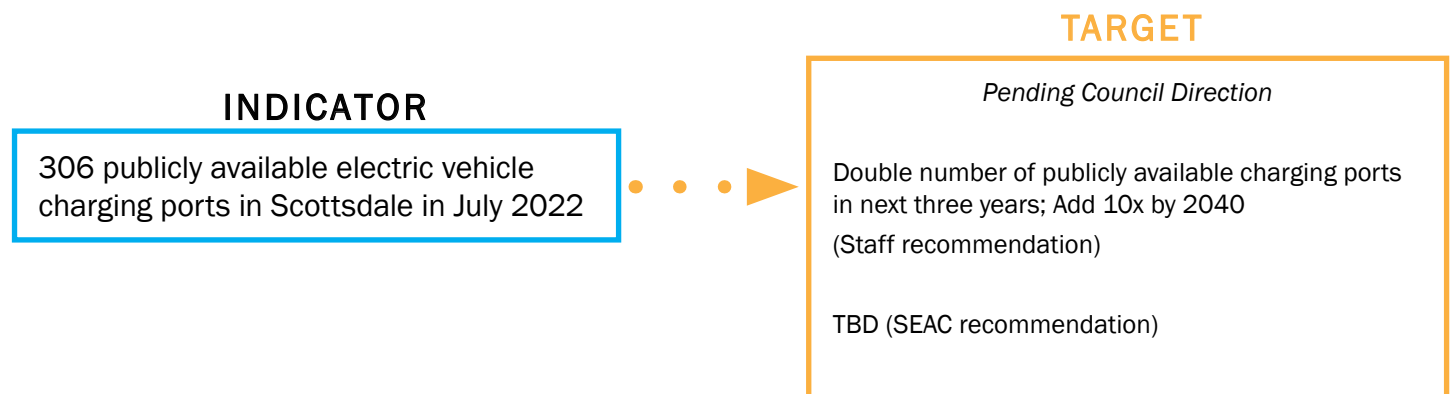 INDICATOR
306 publicly available electric vehicle
charging ports in Scottsdale in July 2022
TARGET
Pending Council Direction
Double number of publicly available charging ports
in next three years; Add 10x by 2040
(Staff recommendation)
TBD (SEAC recommendation)